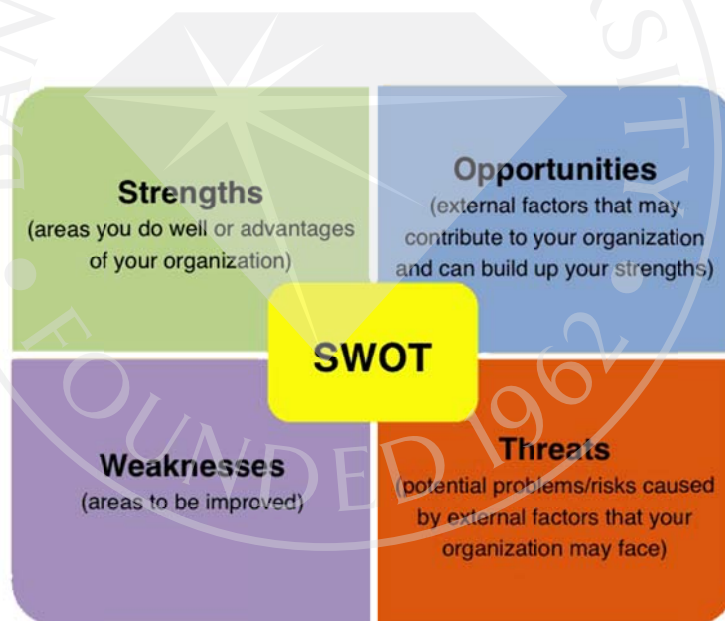 Strengths
(areas you do well or advantages
of your organization)
Opportunities
(external factors that may
contribute to your organization
and can build up your strengths)
SWOT
Weaknesses
(areas to be improved)
Threats
(potential problems/risks caused
by external factors that your
organization may face)
FOUNDED 1962